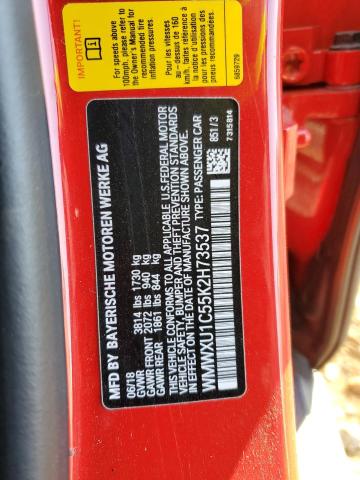 IMPORTANT!
For speeds above
100mph, please refer to
the Owner's Manual for
recommended tire
inflation pressures.
Pour les vitesses
au-dessus de 160
km/h, faites référence à
la notice d'utilisation
pour les pressions des
pneus.
6859729
MFD BY BAYERISCHE MOTOREN WERKE AG
06/18
GVWR 3814 lbs 1730 kg
GAWR FRONT 2072 lbs 940 kg
GAWR REAR 1861 lbs 844 kg
THIS VEHICLE CONFORMS TO ALL APPLICABLE U.S.FEDERAL MOTOR
VEHICLE SAFETY, BUMPER AND THEFT PREVENTION STANDARDS
IN EFFECT ON THE DATE OF MANUFACTURE SHOWN ABOVE.
WMWXU1C55K2H73537 TYPE: PASSENGER CAR
851/3
7315814